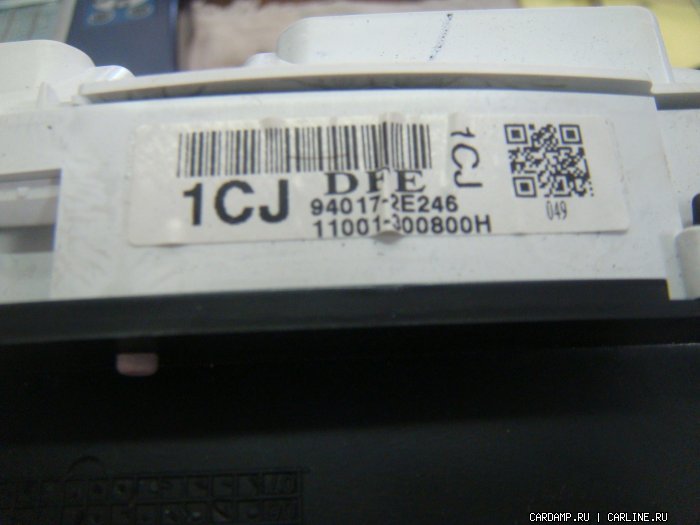 1CJ
DFE
1CJ
94017-2E246
11001-300800H
049
CARDAMP.RU | CARLINE.RU